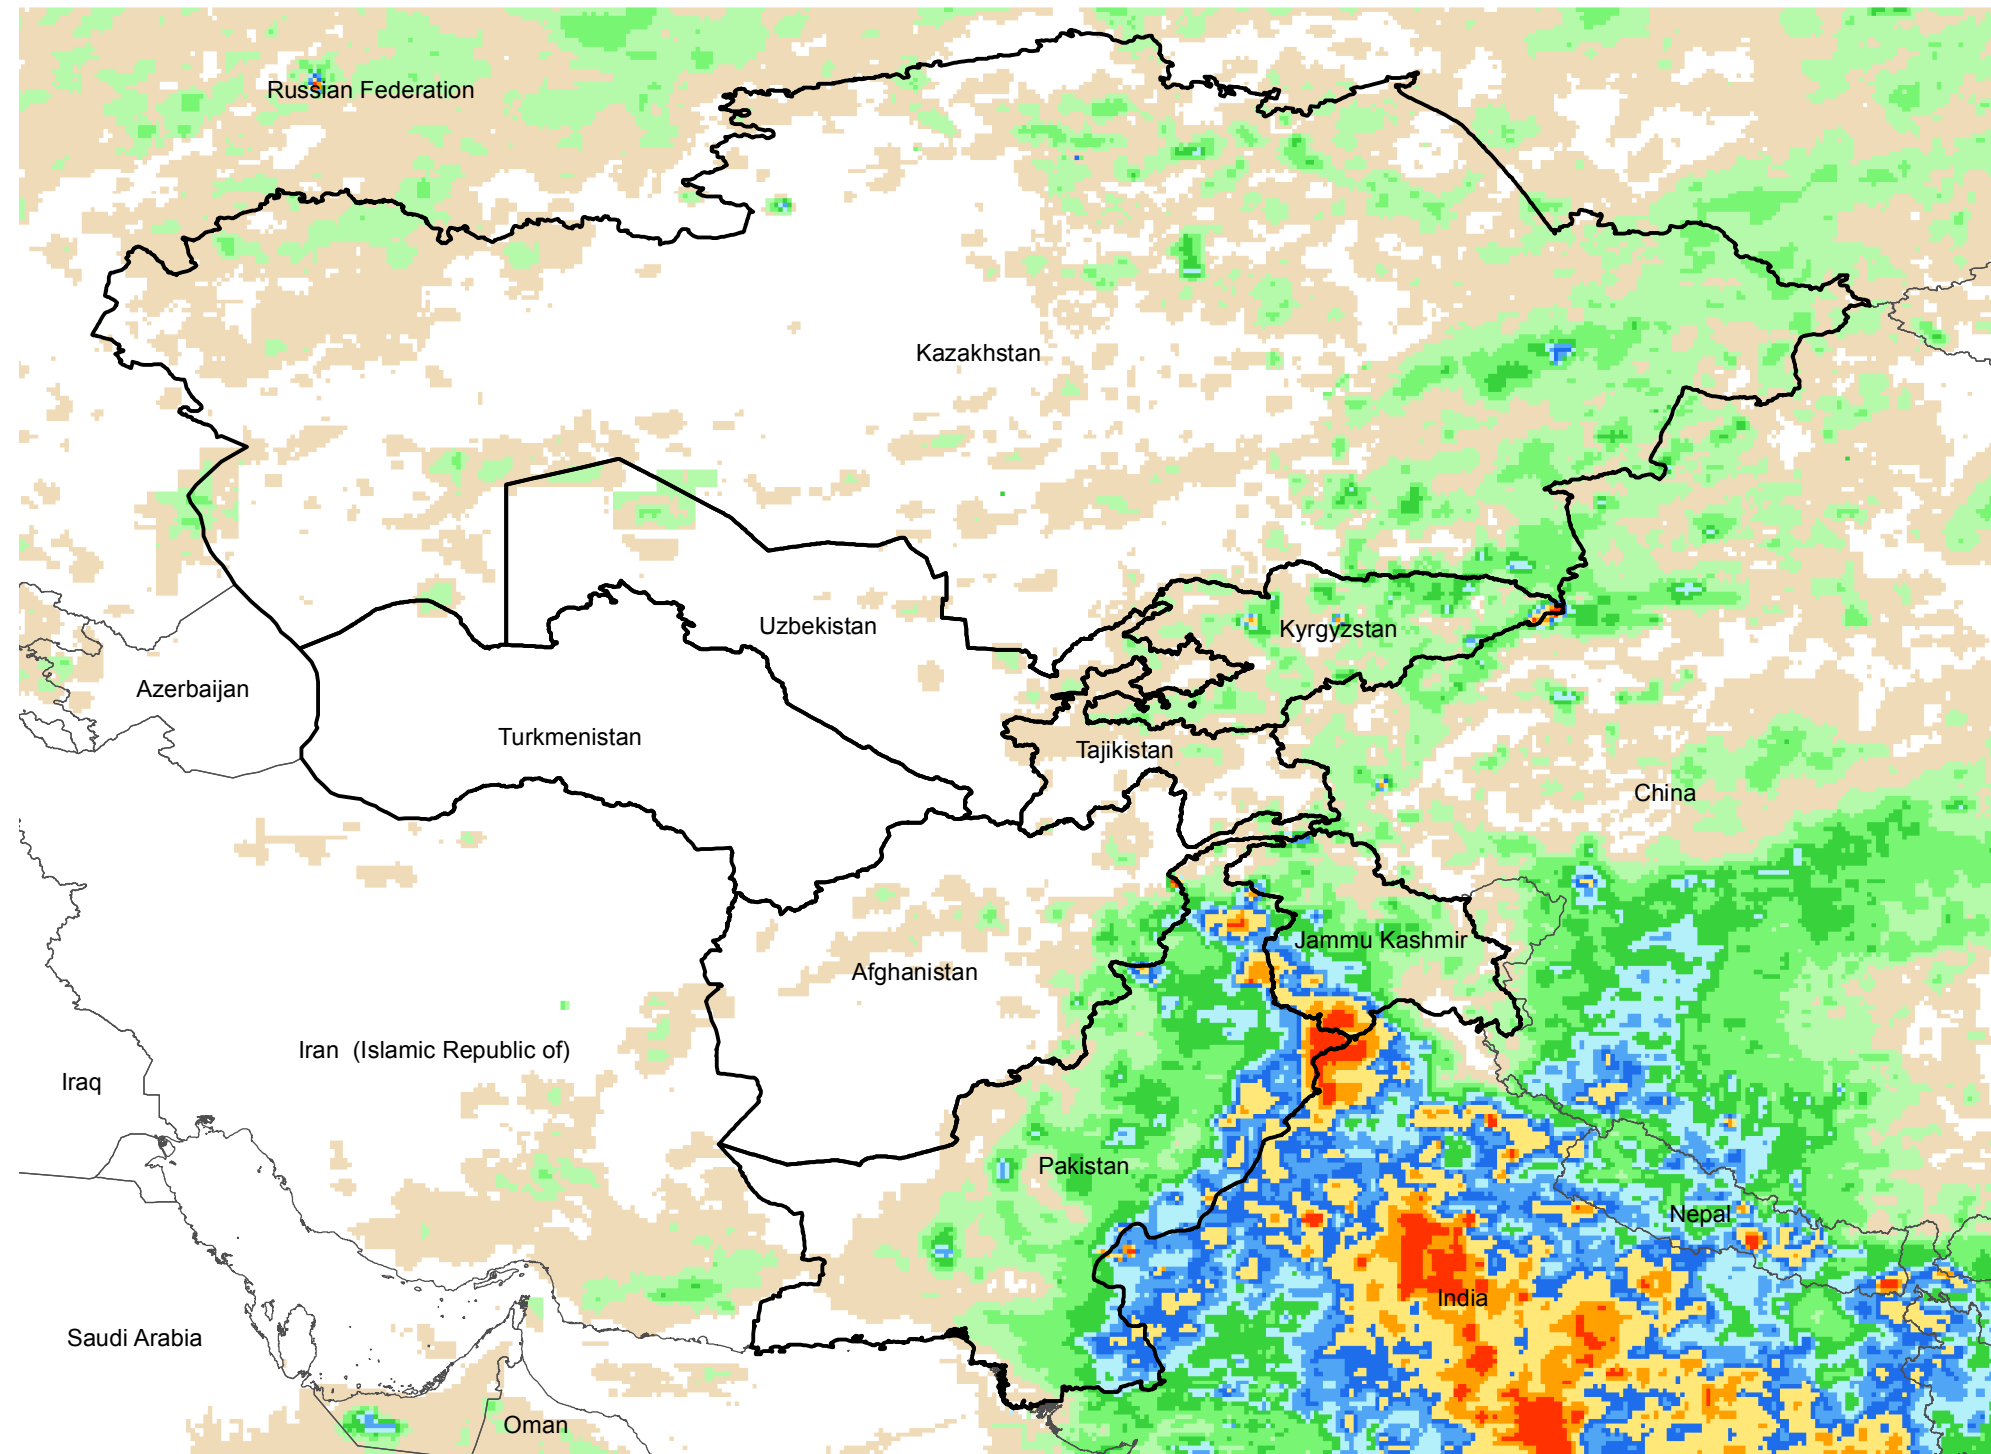 Russian Federation
Kazakhstan
Uzbekistan
Kyrgyzstan
Azerbaijan
Turkmenistan
Tajikistan
China
Jammu Kashmir
Afghanistan
Iran  (Islamic Republic of)
Iraq
Pakistan
Nepal
India
Saudi Arabia
Oman